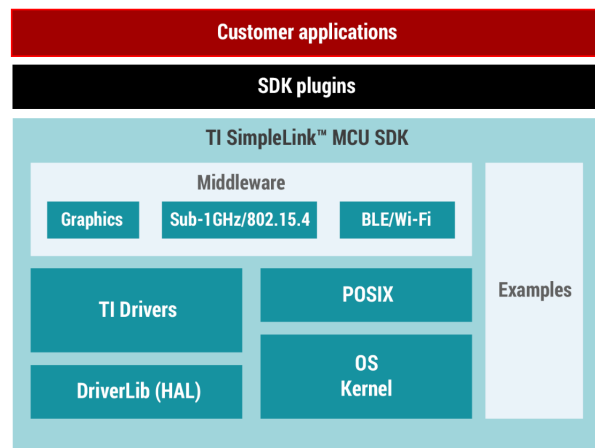 Customer applications
SDK plugins
TI SimpleLink™ MCU SDK
Middleware
Graphics
Sub-1GHz/802.15.4
BLE/Wi-Fi
TI Drivers
POSIX
Examples
DriverLib (HAL)
OS
Kernel